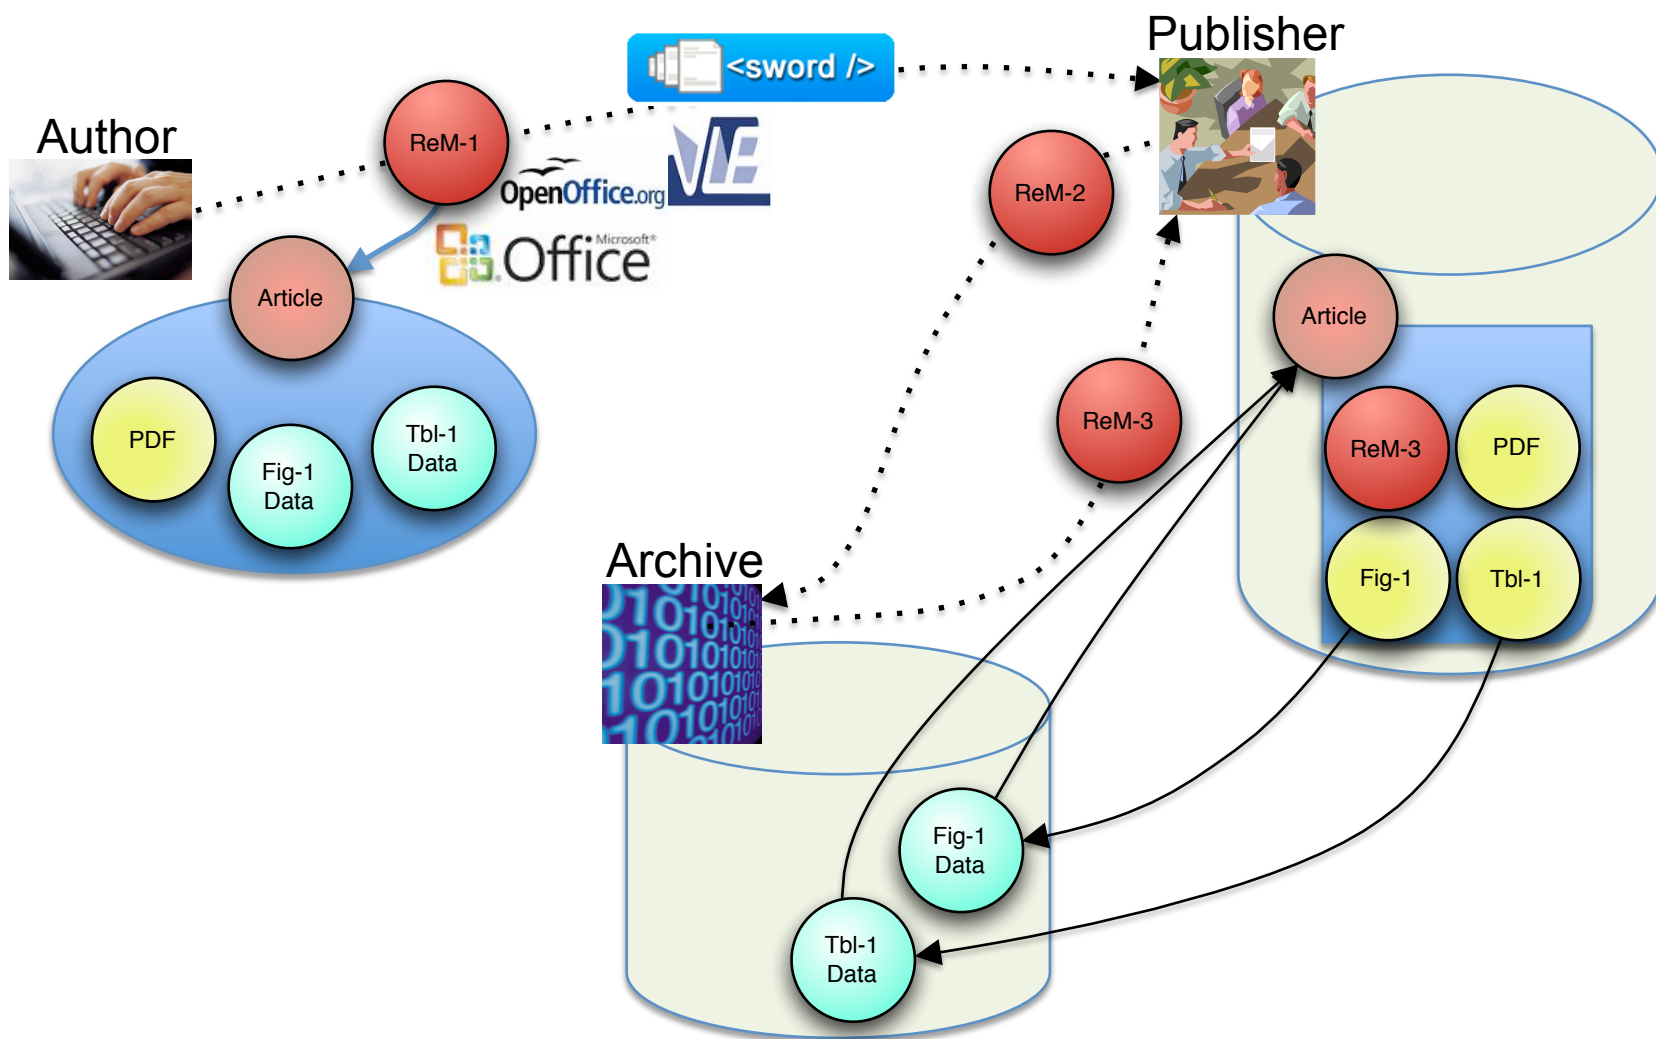 Publisher
<sword />
Author
ReM-1
OpenOffice.org
VTE
ReM-2
Microsoft®
Office
Article
Article
PDF
Fig-1
Data
Tbl-1
Data
ReM-3
ReM-3
PDF
Archive
Fig-1
Tbl-1
Fig-1
Data
Tbl-1
Data